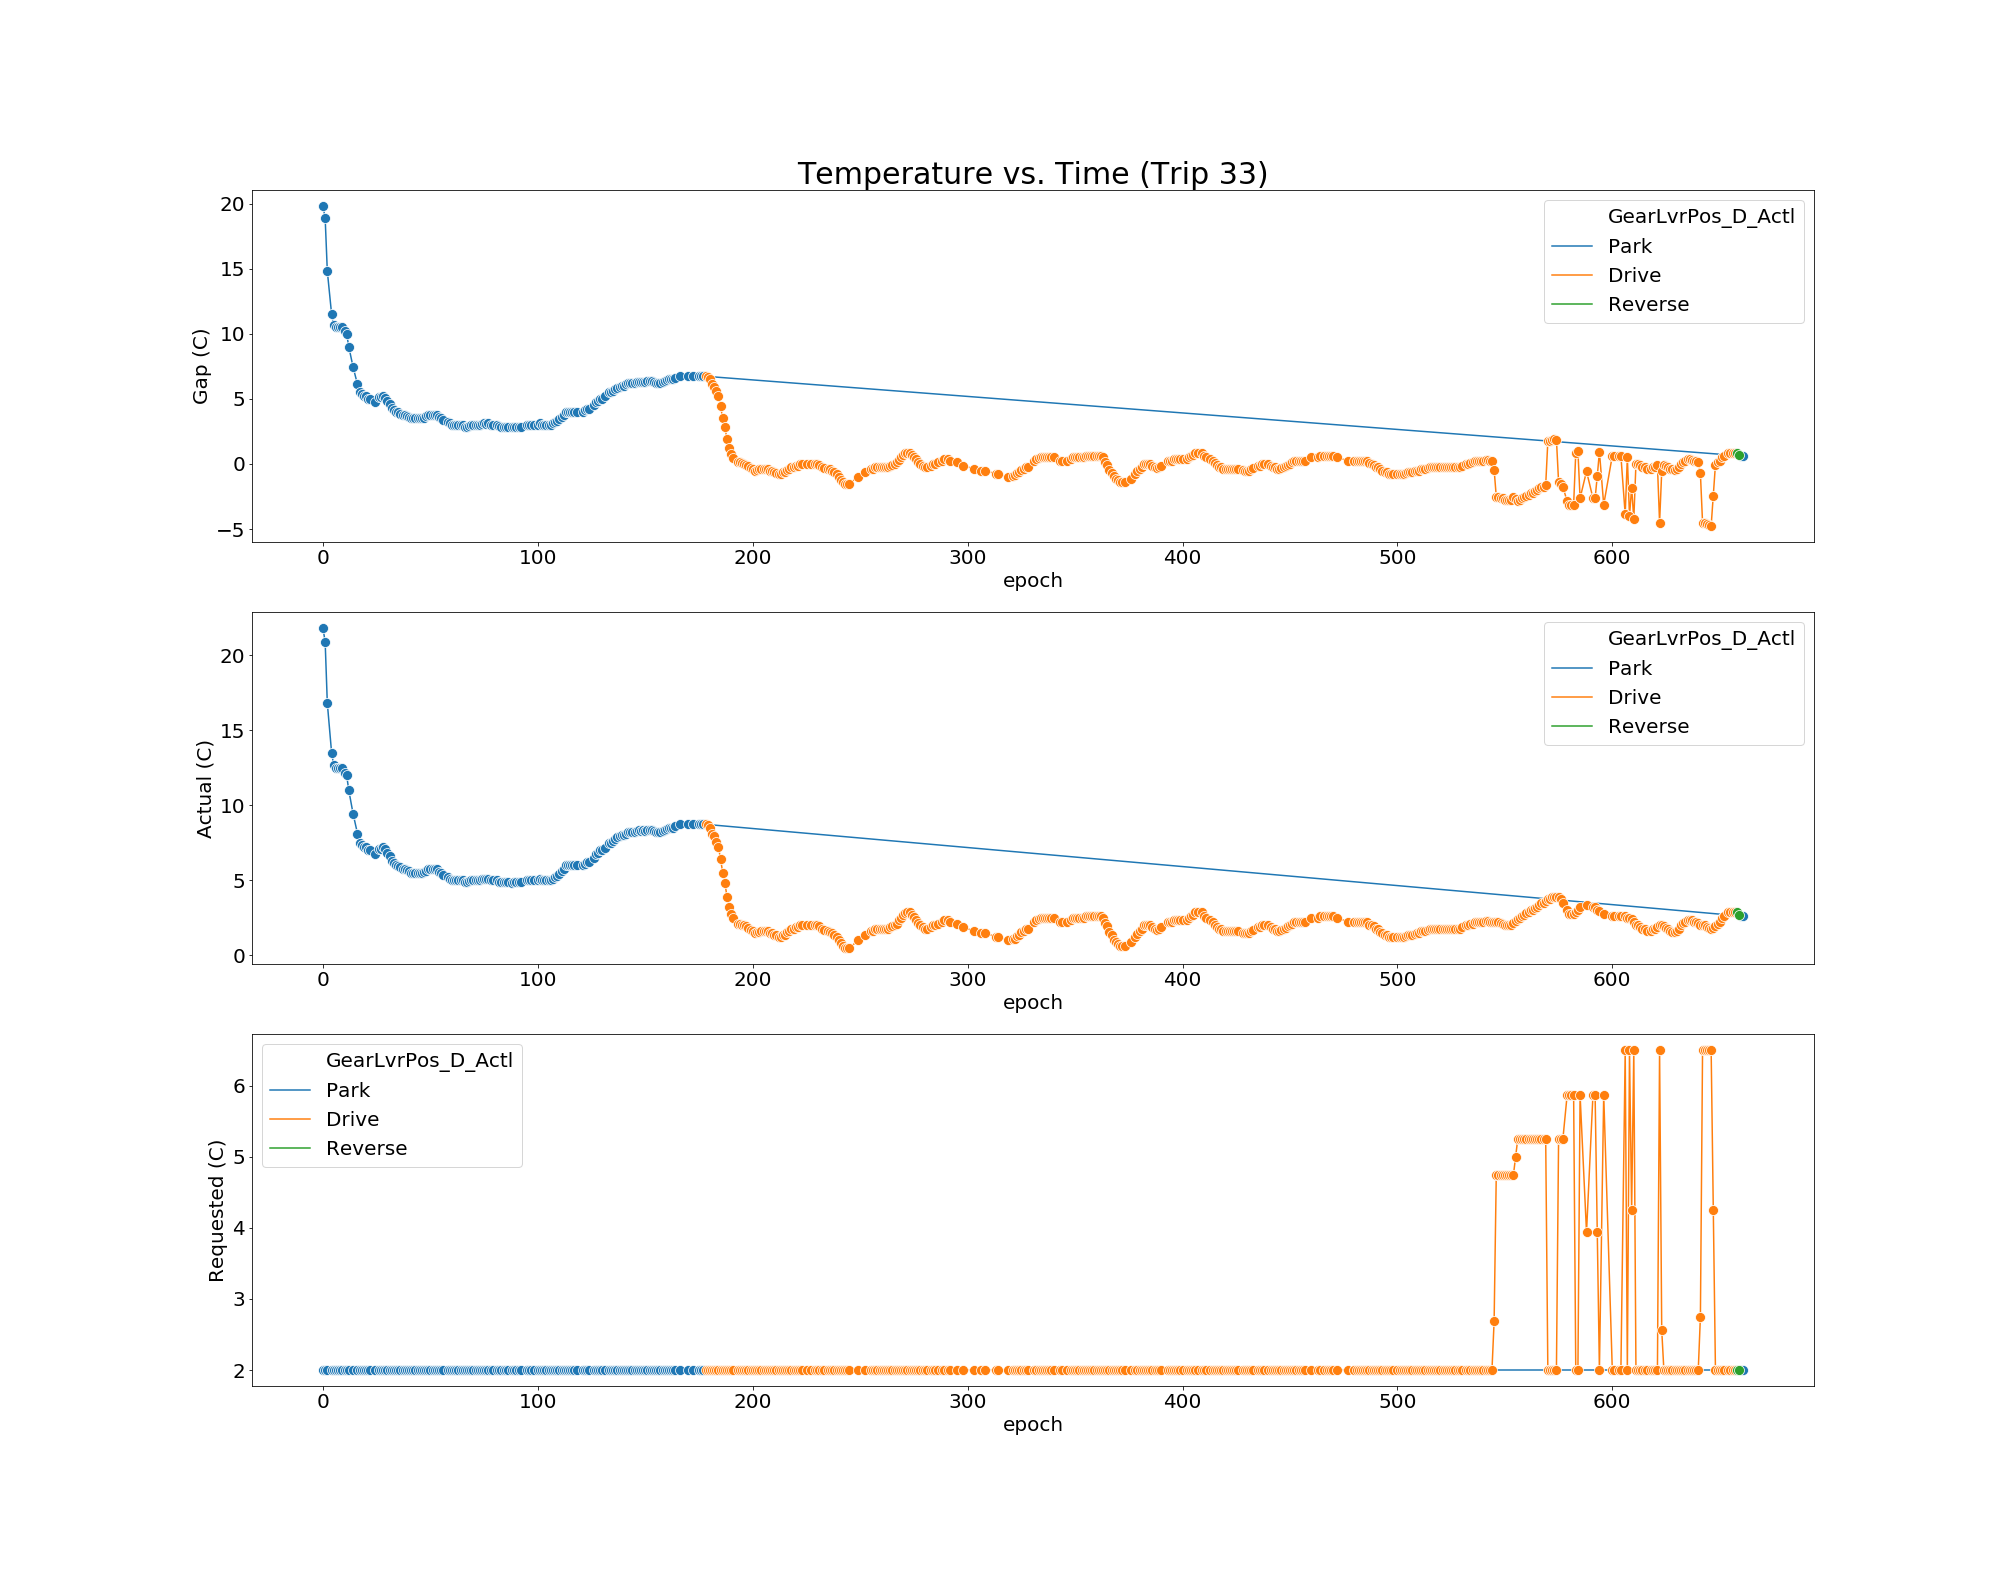 Temperature vs. Time (Trip 33)
20
15
10
5
0
−5
Gap (C)
GearLvrPos_D_Actl
Park
Drive
Reverse
0 100 200 300 400 500 600
epoch
20
15
10
5
0
Actual (C)
GearLvrPos_D_Actl
Park
Drive
Reverse
0 100 200 300 400 500 600
epoch
6
5
4
3
2
Requested (C)
GearLvrPos_D_Actl
Park
Drive
Reverse
0 100 200 300 400 500 600
epoch